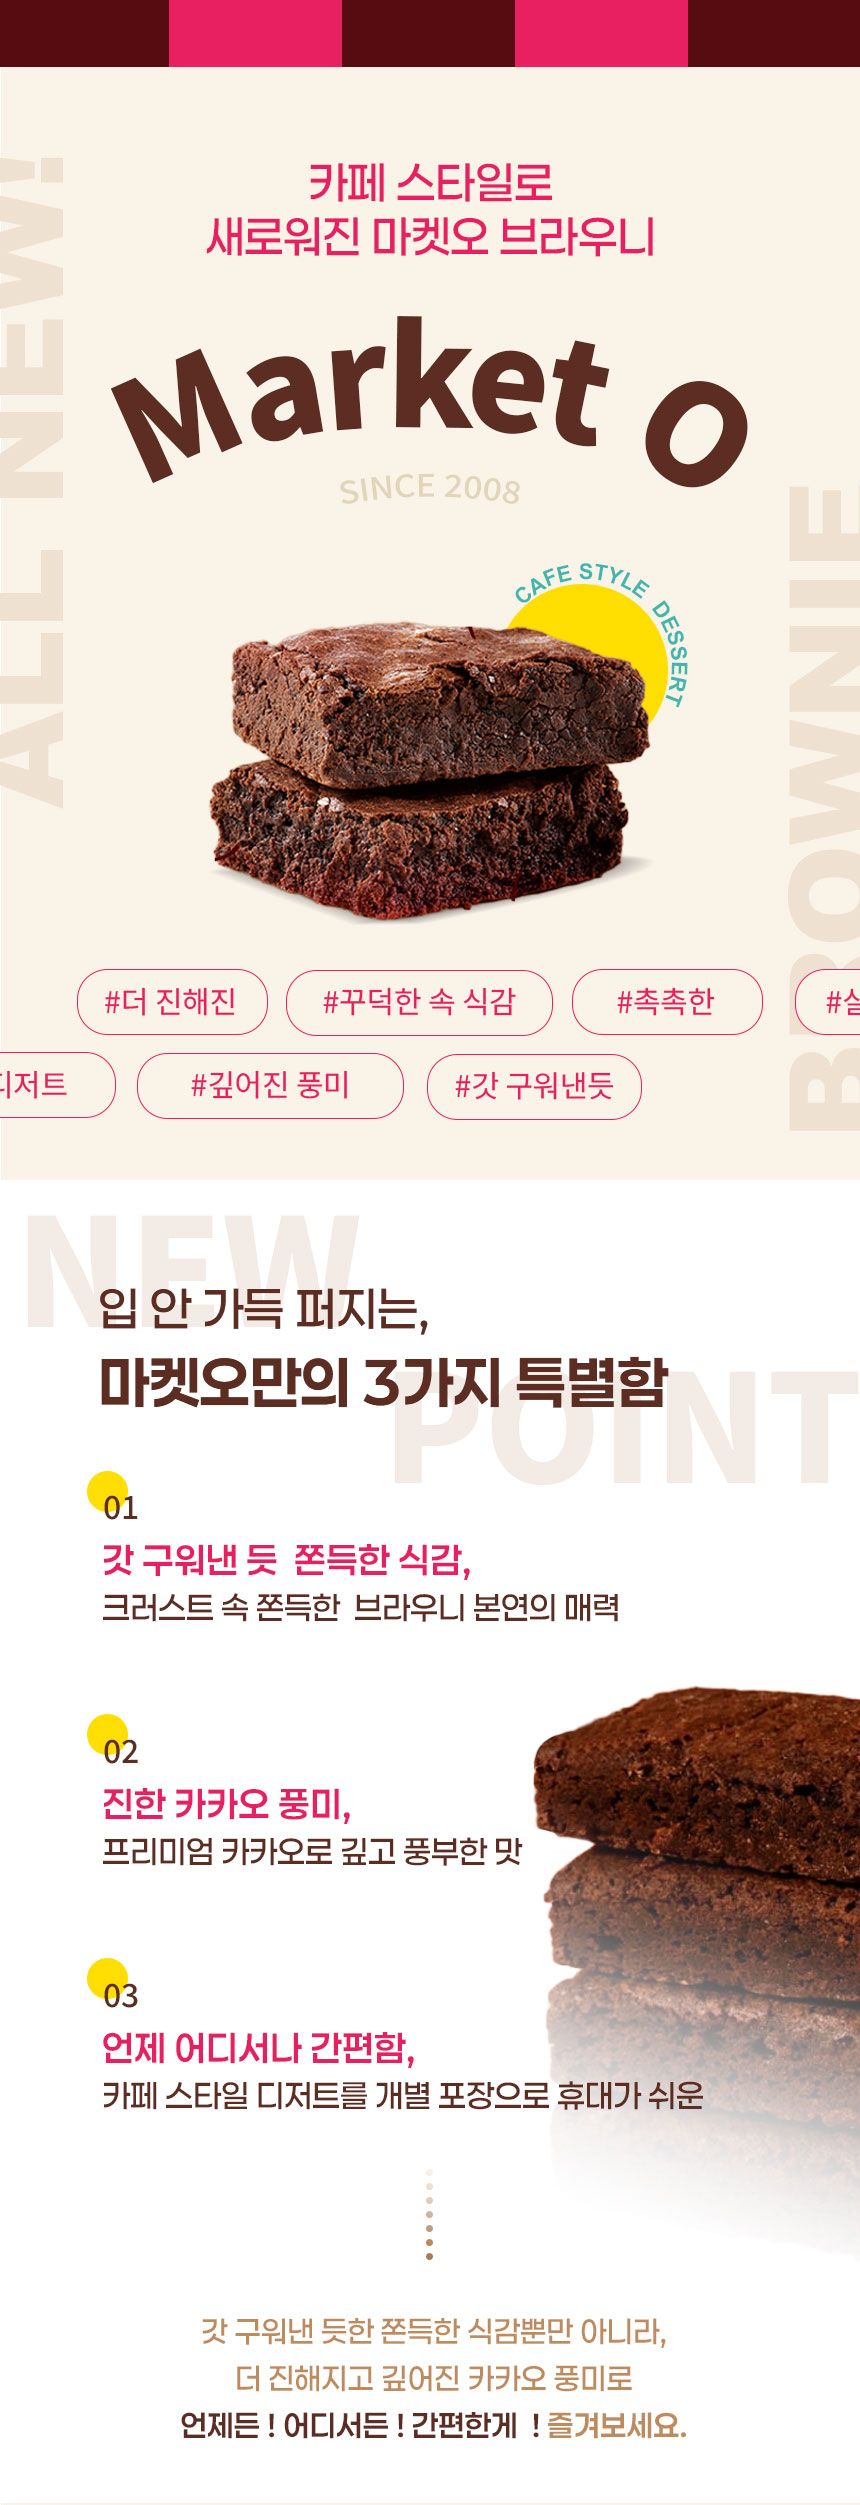 카페 스타일로
새로워진 마켓오 브라우니
ALL NEW!
Market O
SINCE 2008
CAFE STYLE DESSERT
BROWNIE
#더 진해진
#꾸덕한 속 식감
#촉촉한
#실
디저트
#깊어진 풍미
#갓 구워낸듯
NEW
입 안 가득 퍼지는,
마켓오만의 3가지 특별함
POINT
01
갓 구워낸 듯 쫀득한 식감,
크러스트 속 쫀득한 브라우니 본연의 매력
02
진한 카카오 풍미,
프리미엄 카카오로 깊고 풍부한 맛
03
언제 어디서나 간편함,
카페 스타일 디저트를 개별 포장으로 휴대가 쉬운
갓 구워낸 듯한 쫀득한 식감뿐만 아니라,
더 진해지고 깊어진 카카오 풍미로
언제든 ! 어디서든 ! 간편한게 ! 즐겨보세요.